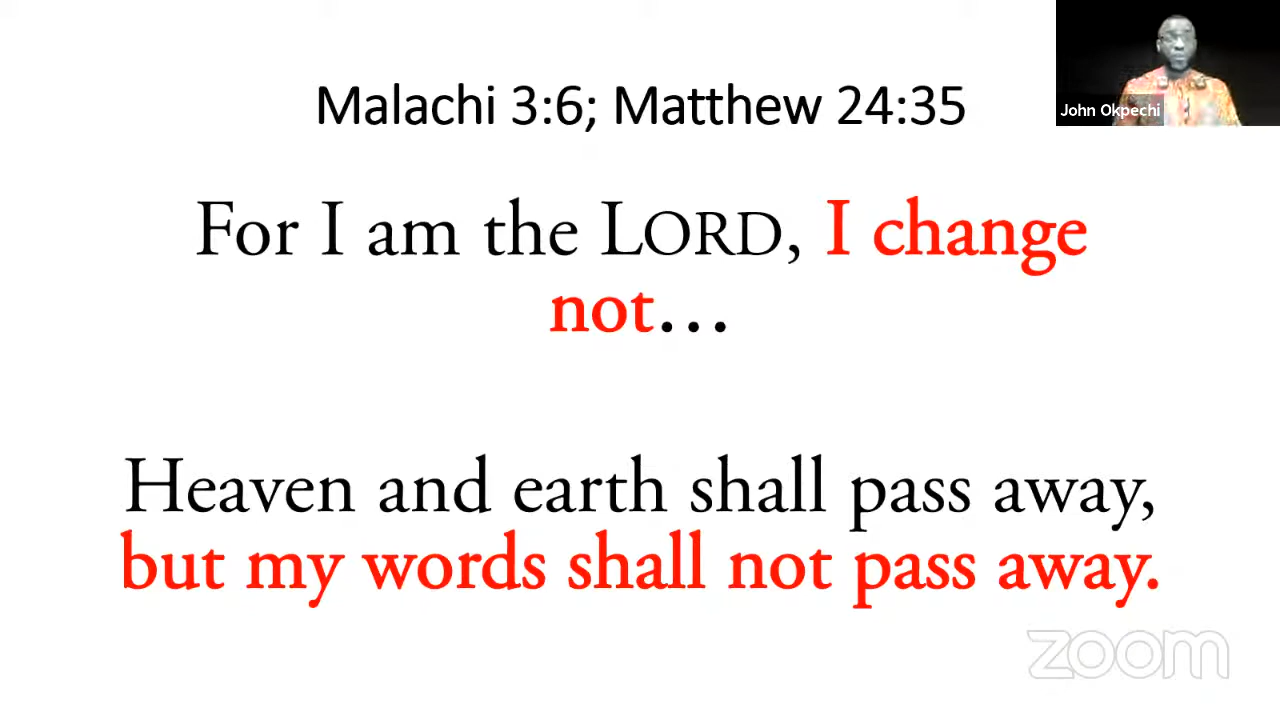 Malachi 3:6; Matthew 24:35
John Okpechi
For I am the LORD, I change
not…
Heaven and earth shall pass away,
but my words shall not pass away.
zoom